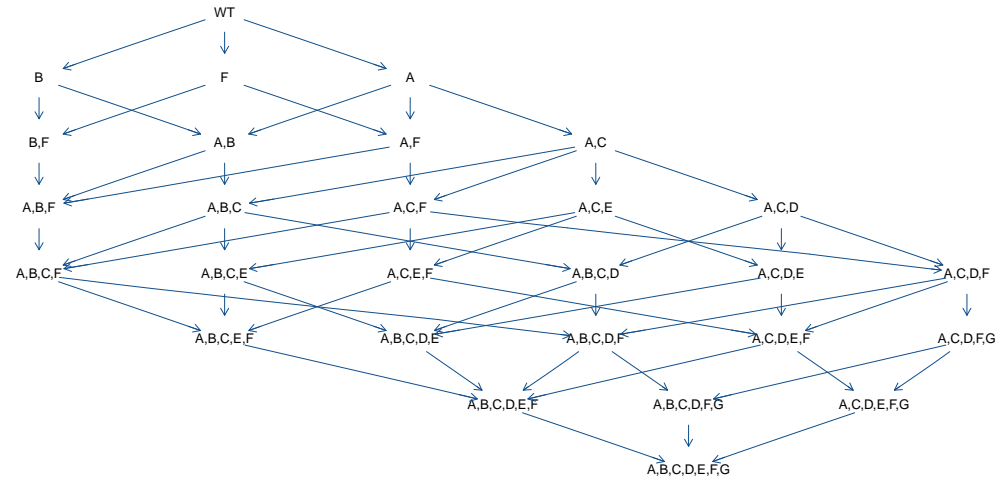 WT
B F A
B,F A,B A,F A,C
A,B,F A,B,C A,C,F A,C,E A,C,D
A,B,C,F A,B,C,E A,C,E,F A,B,C,D A,C,D,E A,C,D,F
A,B,C,E,F A,B,C,D,E A,B,C,D,F A,C,D,E,F A,C,D,F,G
A,B,C,D,E,F A,B,C,D,F,G A,C,D,E,F,G
A,B,C,D,E,F,G